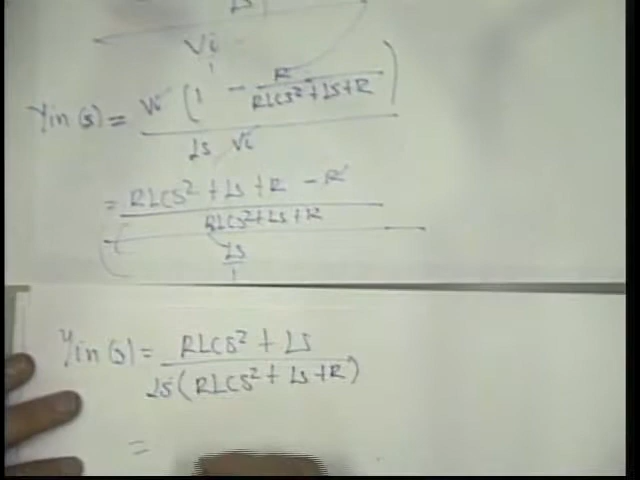 Vi
Yin(s) = Vi ( 1 - R / RLCS² + LS + R )
LS Vi
= RLCS² + LS + R - R
RLCS² + LS + R
LS
1
Yin(s) = RLCS² + LS
LS (RLCS² + LS + R)
=